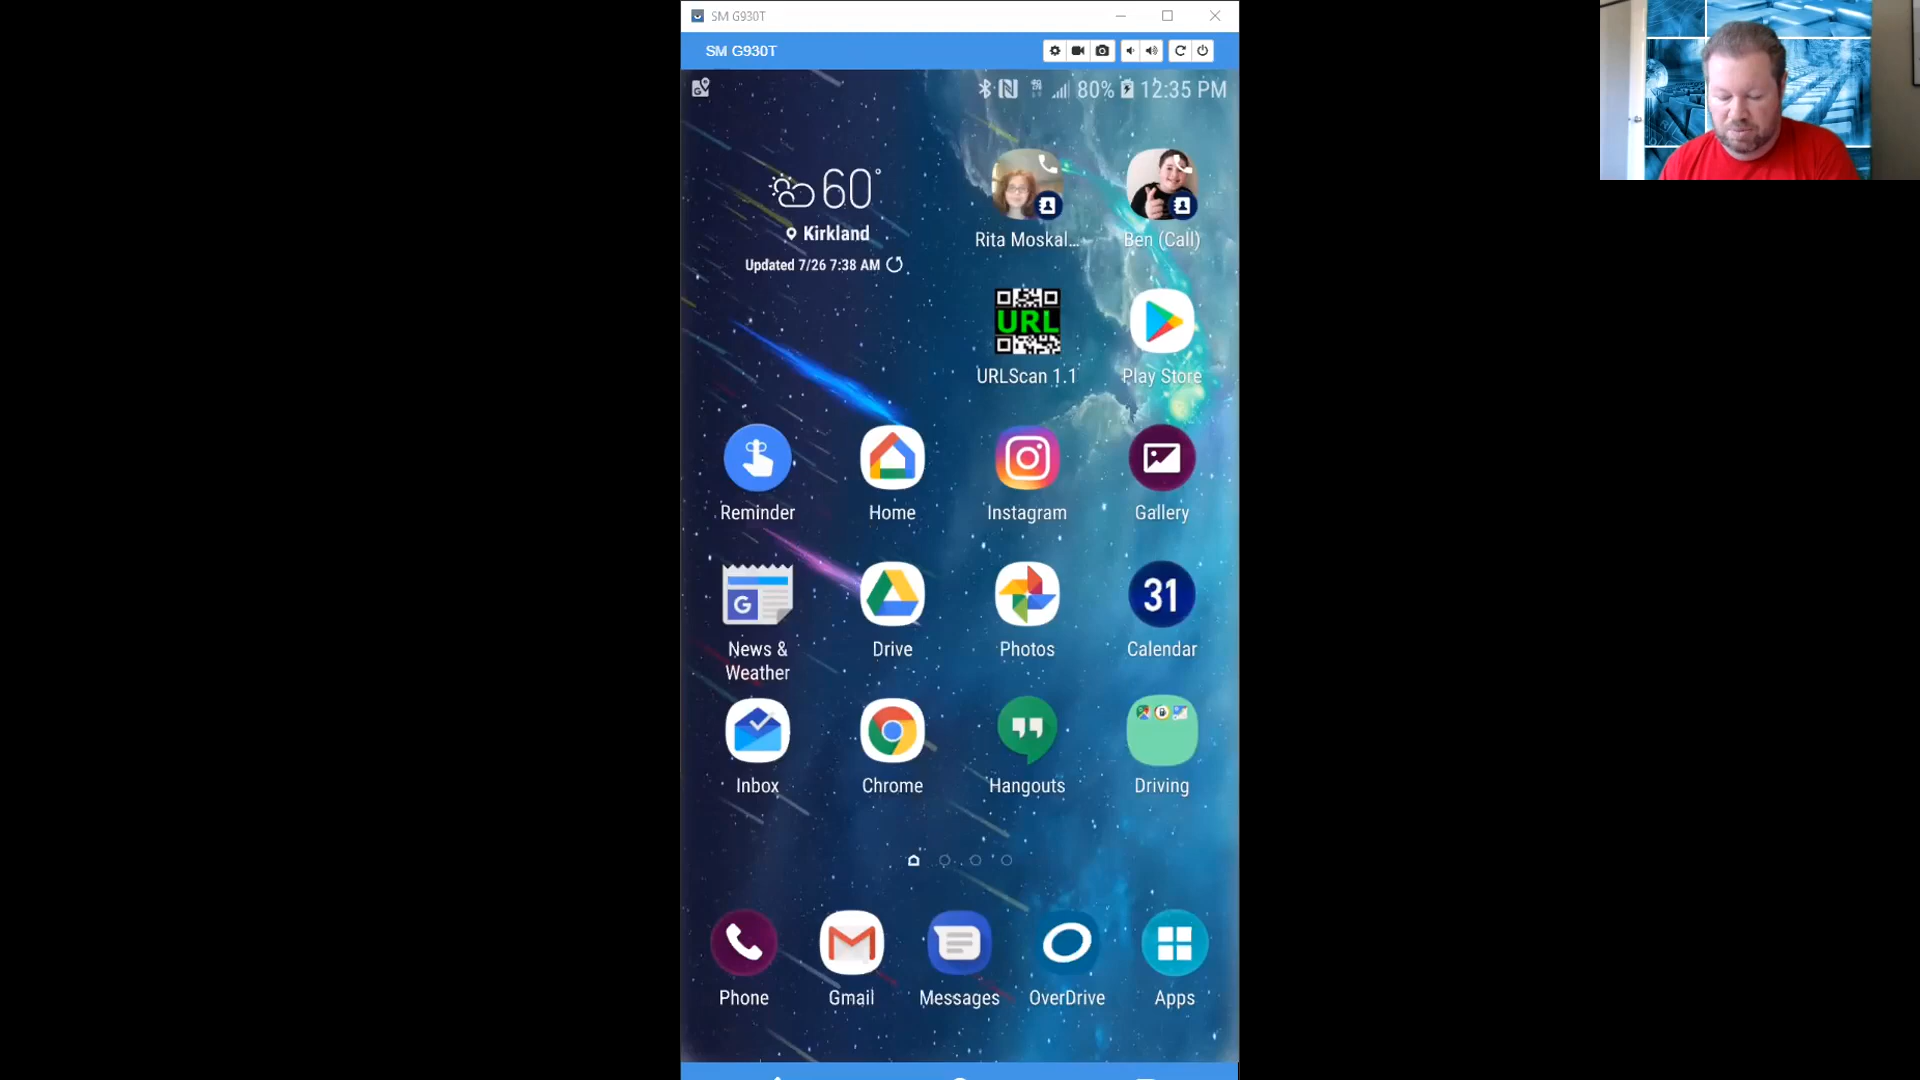 SM G930T
SM G930T
80% 12:35 PM
60°
Kirkland
Updated 7/26 7:38 AM
Rita Moskal...
Ben (Call)
URL
URLScan 1.1
Play Store
Reminder
Home
Instagram
Gallery
G
31
News &
Weather
Drive
Photos
Calendar
Inbox
Chrome
Hangouts
Driving
Phone
Gmail
Messages
OverDrive
Apps